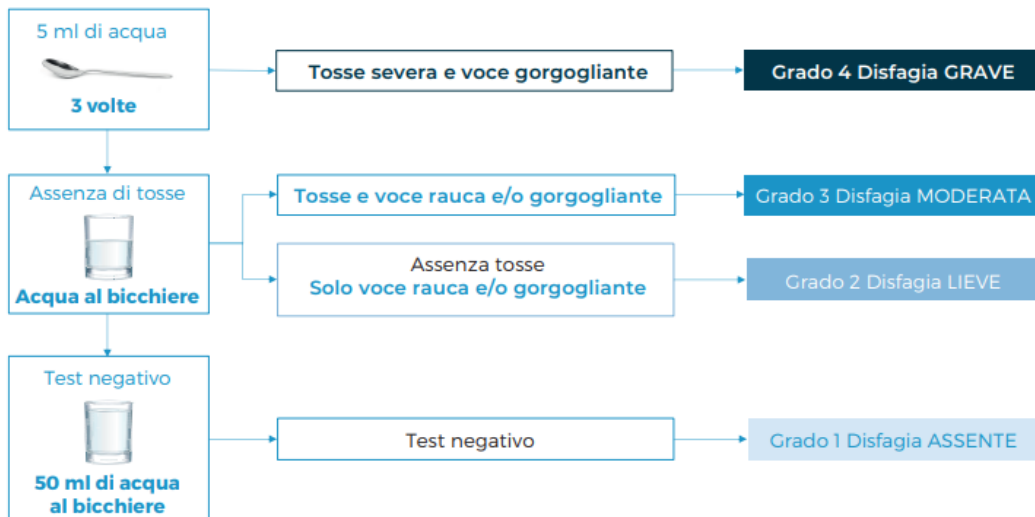 5 ml di acqua
3 volte
Tosse severa e voce gorgogliante
Grado 4 Disfagia GRAVE
Assenza di tosse
Acqua al bicchiere
Tosse e voce rauca e/o gorgogliante
Grado 3 Disfagia MODERATA
Assenza tosse
Solo voce rauca e/o gorgogliante
Grado 2 Disfagia LIEVE
Test negativo
50 ml di acqua
al bicchiere
Test negativo
Grado 1 Disfagia ASSENTE